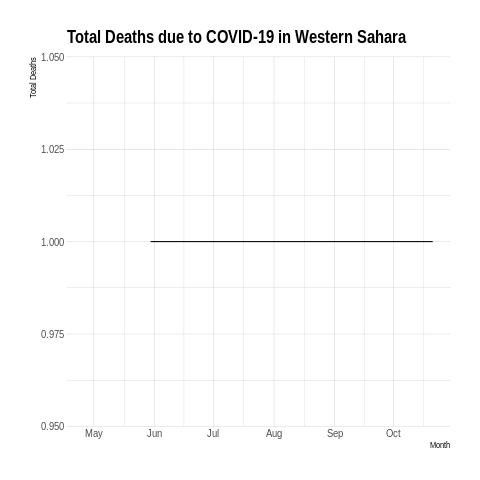 Total Deaths due to COVID-19 in Western Sahara
Total Deaths
1.050
1.025
1.000
0.975
0.950
May Jun Jul Aug Sep Oct
Month